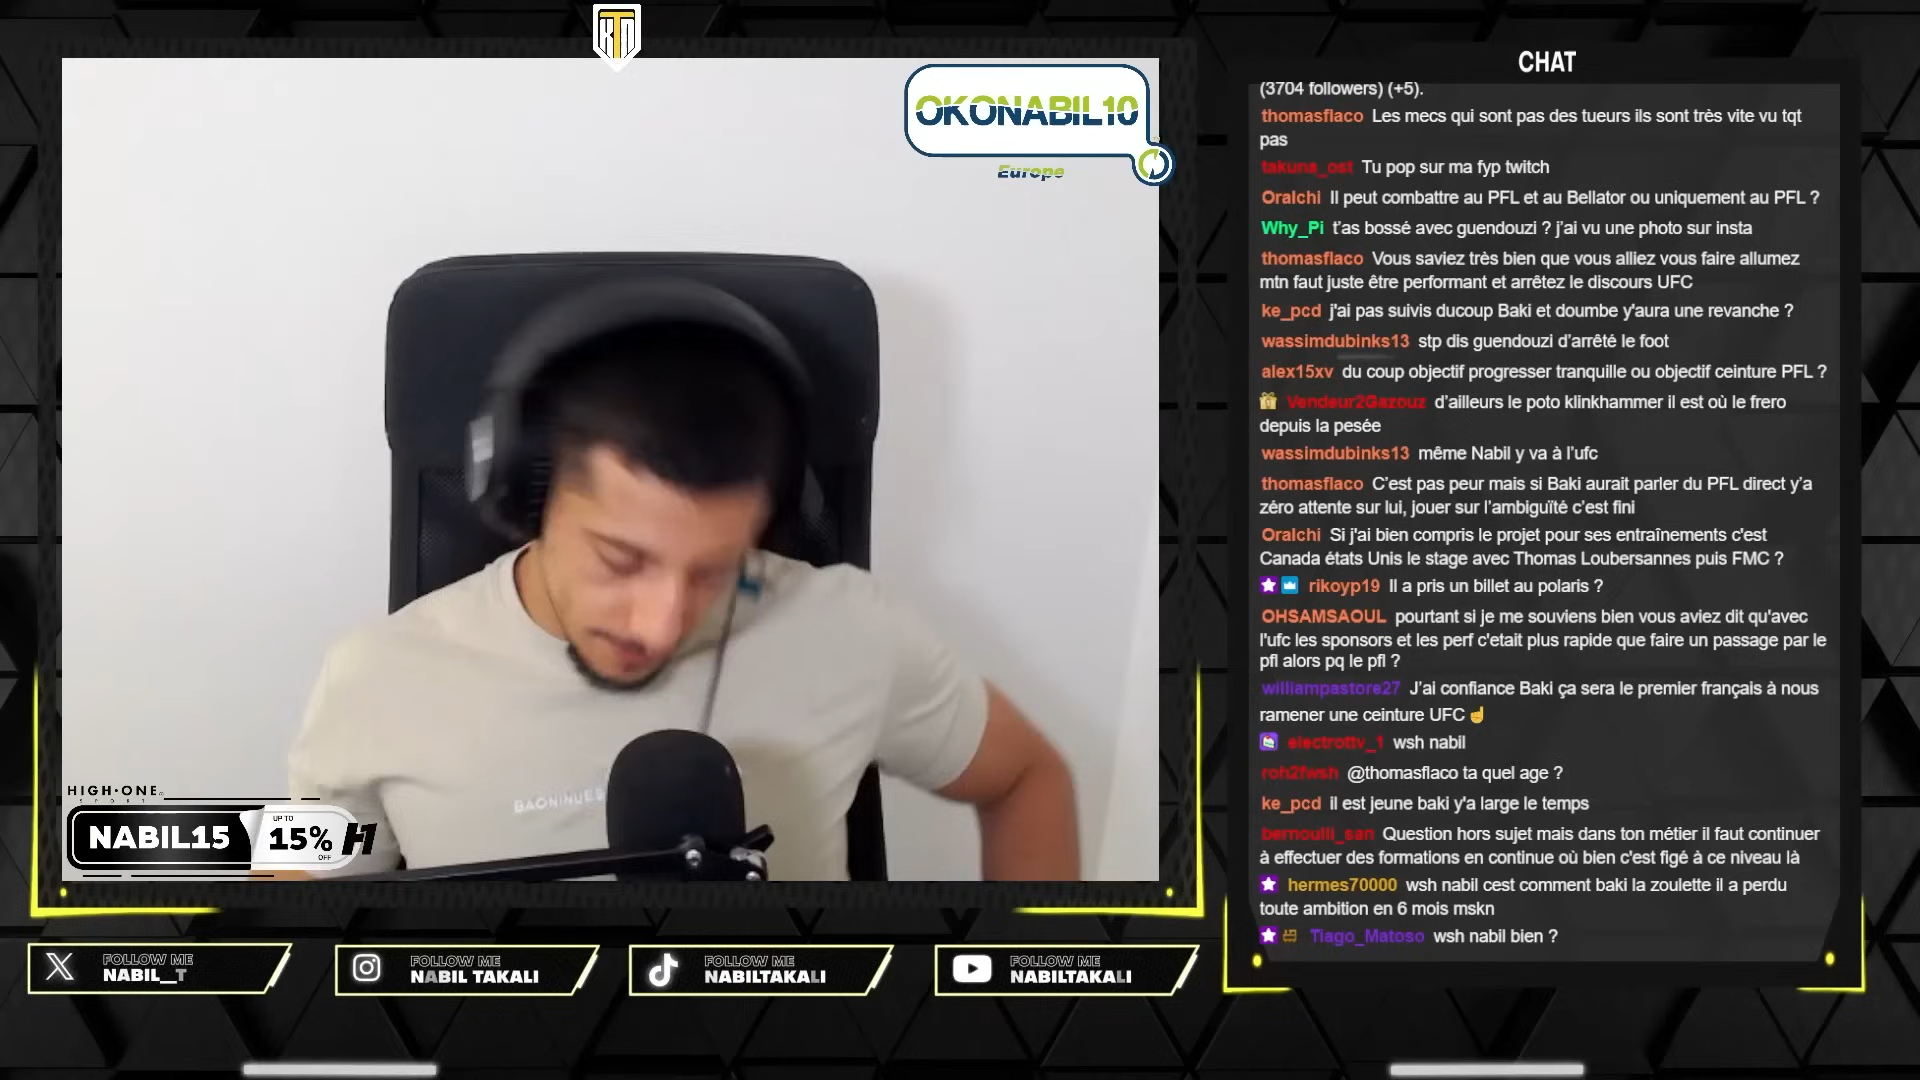 KTN
OKONABIL10
Europe
HIGH·ONE
SPORT
NABIL15
UP TO
15%
OFF
H1
BAONINUES
FOLLOW ME
NABIL__T
FOLLOW ME
NABIL TAKALI
FOLLOW ME
NABILTAKALI
FOLLOW ME
NABILTAKALI
CHAT
(3704 followers) (+5).
thomasflaco Les mecs qui sont pas des tueurs ils sont très vite vu tqt
pas
takuna_ost Tu pop sur ma fyp twitch
Oralchi Il peut combattre au PFL et au Bellator ou uniquement au PFL ?
Why_Pi t'as bossé avec guendouzi ? j'ai vu une photo sur insta
thomasflaco Vous saviez très bien que vous alliez vous faire allumez
mtn faut juste être performant et arrêtez le discours UFC
ke_pcd j'ai pas suivis ducoup Baki et doumbe y'aura une revanche ?
wassimdubinks13 stp dis guendouzi d'arrêté le foot
alex15xv du coup objectif progresser tranquille ou objectif ceinture PFL ?
Vendeur2Gazouz d'ailleurs le poto klinkhammer il est où le frero
depuis la pesée
wassimdubinks13 même Nabil y va à l'ufc
thomasflaco C'est pas peur mais si Baki aurait parler du PFL direct y'a
zéro attente sur lui, jouer sur l'ambiguïté c'est fini
Oralchi Si j'ai bien compris le projet pour ses entraînements c'est
Canada états Unis le stage avec Thomas Loubersannes puis FMC ?
rikoyp19 Il a pris un billet au polaris ?
OHSAMSAOUL pourtant si je me souviens bien vous aviez dit qu'avec
l'ufc les sponsors et les perf c'etait plus rapide que faire un passage par le
pfl alors pq le pfl ?
williampastore27 J'ai confiance Baki ça sera le premier français à nous
ramener une ceinture UFC☝
electrottv_1 wsh nabil
roh2fwsh @thomasflaco ta quel age ?
ke_pcd il est jeune baki y'a large le temps
bernoulli_san Question hors sujet mais dans ton métier il faut continuer
à effectuer des formations en continue où bien c'est figé à ce niveau là
hermes70000 wsh nabil cest comment baki la zoulette il a perdu
toute ambition en 6 mois mskn
Tiago_Matoso wsh nabil bien ?